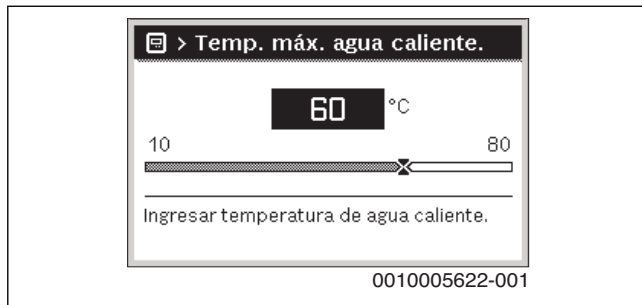 > Temp. máx. agua caliente.
60 °C
10 80
Ingresar temperatura de agua caliente.
0010005622-001